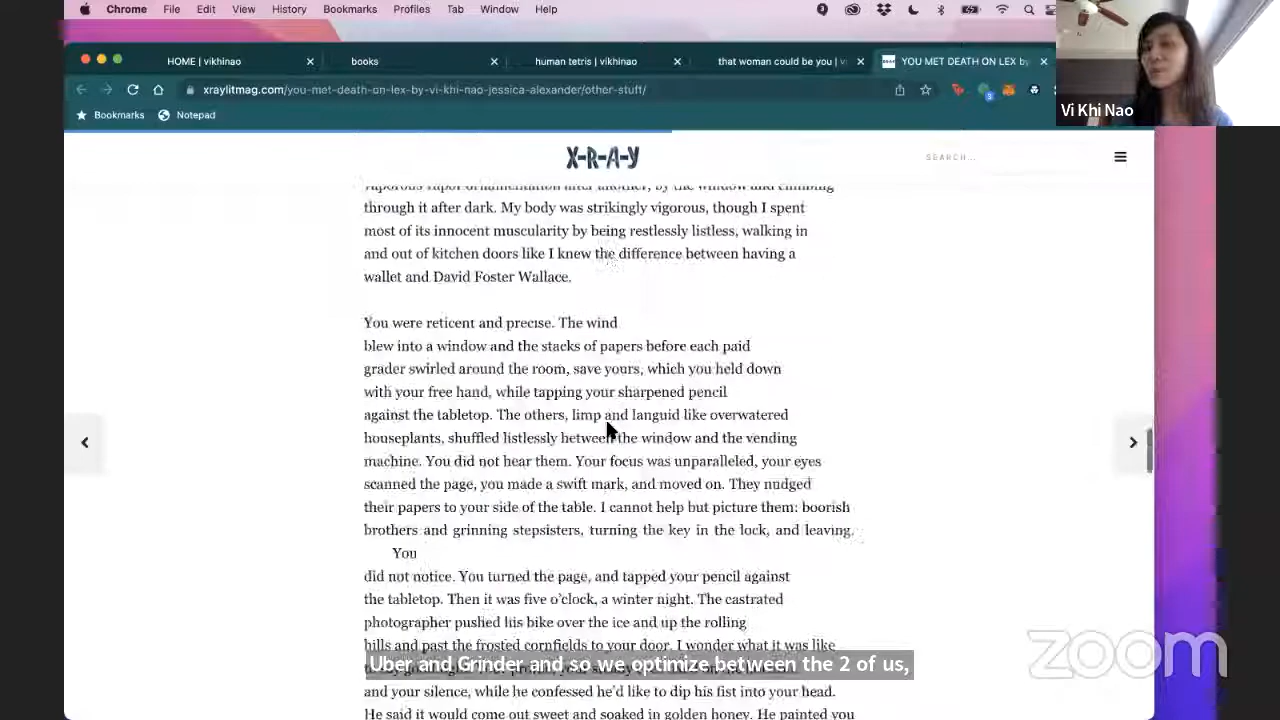 Chrome File Edit View History Bookmarks Profiles Tab Window Help
HOME | vikhinao books human tetris | vikhinao that woman could be you | vi YOU MET DEATH ON LEX by
xraylitmag.com/you-met-death-on-lex-by-vi-khi-nao-jessica-alexander/other-stuff/
Vi Khi Nao
Bookmarks Notepad
X-R-A-Y
SEARCH...
vaporous vapor ornamentation after another, by the window and climbing
through it after dark. My body was strikingly vigorous, though I spent
most of its innocent muscularity by being restlessly listless, walking in
and out of kitchen doors like I knew the difference between having a
wallet and David Foster Wallace.
You were reticent and precise. The wind
blew into a window and the stacks of papers before each paid
grader swirled around the room, save yours, which you held down
with your free hand, while tapping your sharpened pencil
against the tabletop. The others, limp and languid like overwatered
houseplants, shuffled listlessly between the window and the vending
machine. You did not hear them. Your focus was unparalleled, your eyes
scanned the page, you made a swift mark, and moved on. They nudged
their papers to your side of the table. I cannot help but picture them: boorish
brothers and grinning stepsisters, turning the key in the lock, and leaving.
You
did not notice. You turned the page, and tapped your pencil against
the tabletop. Then it was five o'clock, a winter night. The castrated
photographer pushed his bike over the ice and up the rolling
hills and past the frosted cornfields to your door. I wonder what it was like
Uber and Grinder and so we optimize between the 2 of us,
and your silence, while he confessed he'd like to dip his fist into your head.
He said it would come out sweet and soaked in golden honey. He painted you
zoom